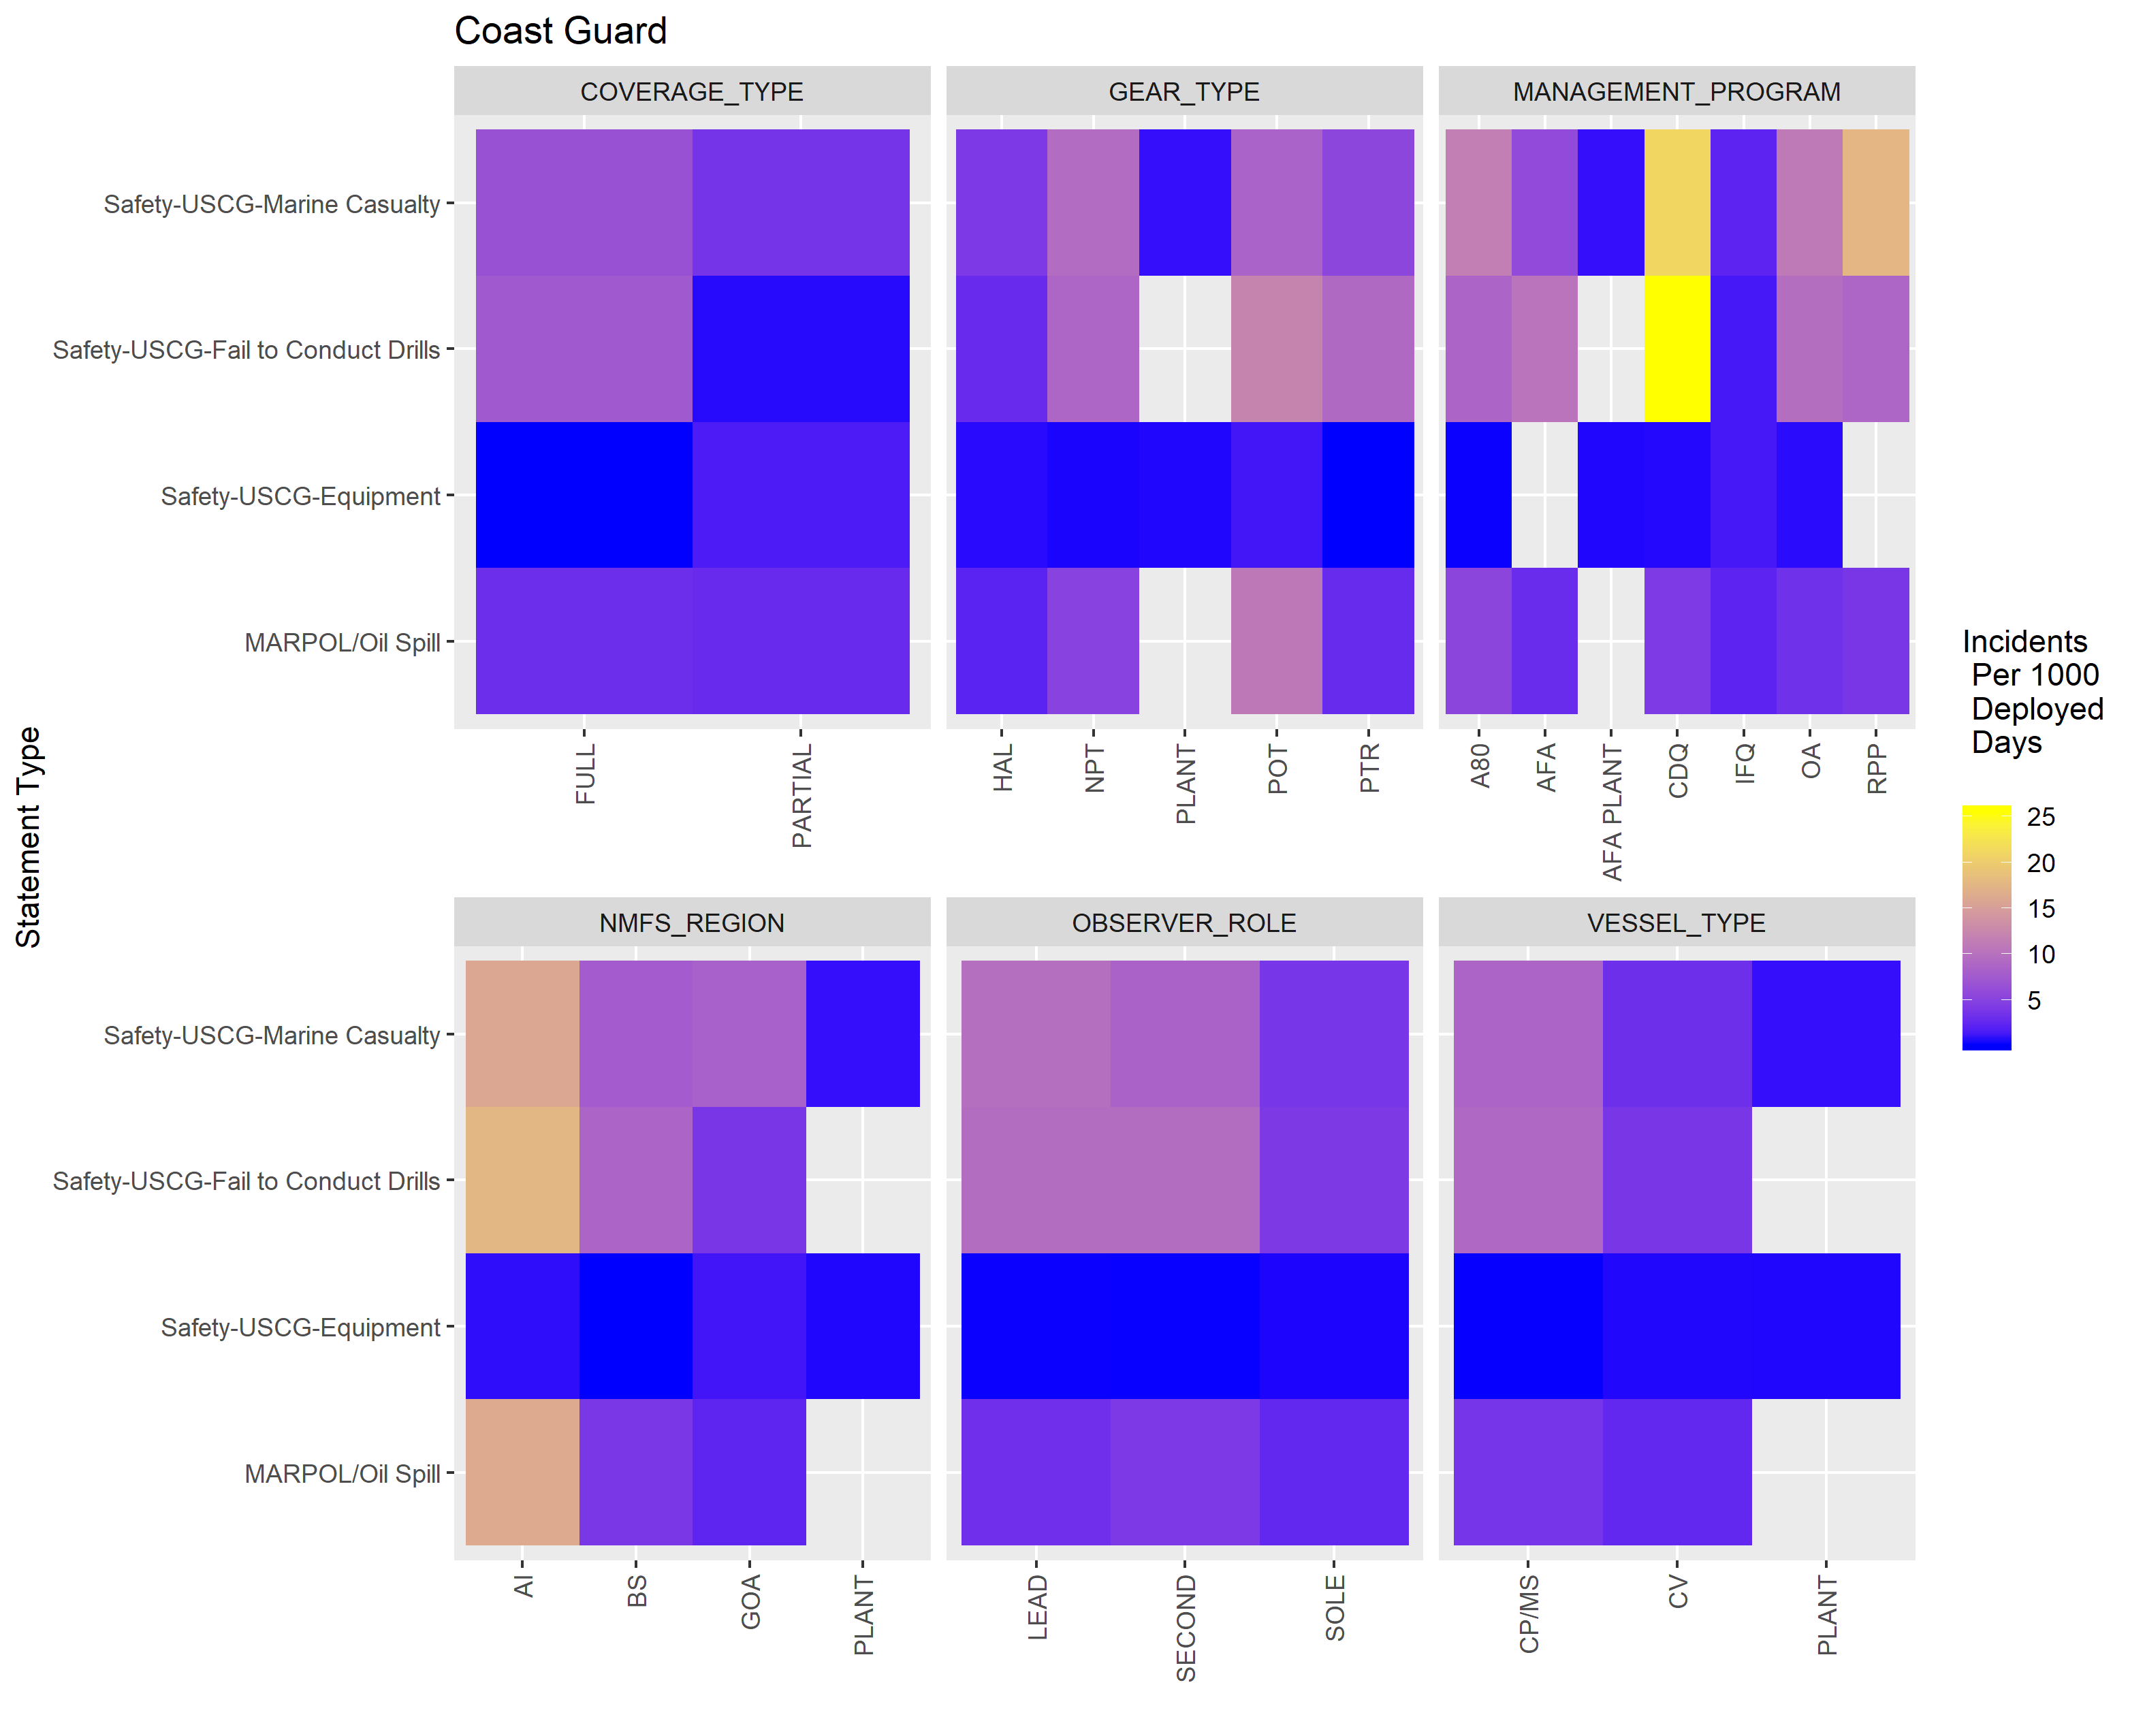 Coast Guard
COVERAGE_TYPE
GEAR_TYPE
MANAGEMENT_PROGRAM
Safety-USCG-Marine Casualty
Safety-USCG-Fail to Conduct Drills
Safety-USCG-Equipment
MARPOL/Oil Spill
FULL
PARTIAL
HAL
NPT
PLANT
POT
PTR
A80
AFA
AFA PLANT
CDQ
IFQ
OA
RPP
Statement Type
NMFS_REGION
OBSERVER_ROLE
VESSEL_TYPE
Safety-USCG-Marine Casualty
Safety-USCG-Fail to Conduct Drills
Safety-USCG-Equipment
MARPOL/Oil Spill
AI
BS
GOA
PLANT
LEAD
SECOND
SOLE
CP/MS
CV
PLANT
Incidents
Per 1000
Deployed
Days
25
20
15
10
5